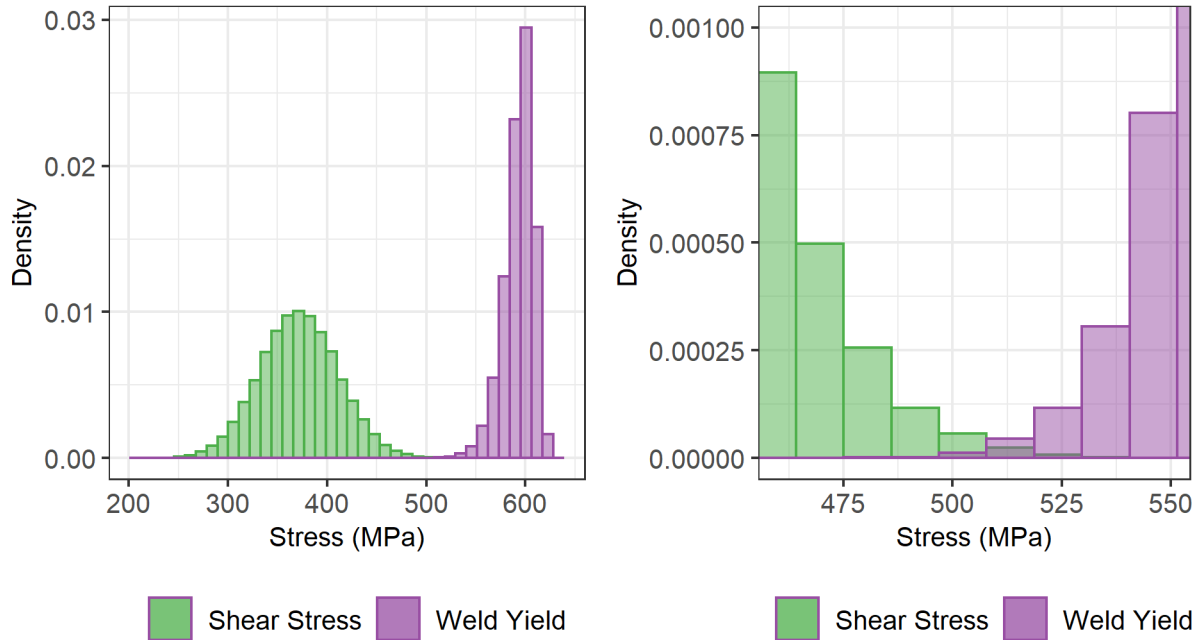 0.03
0.02
0.01
0.00
Density
200 300 400 500 600
Stress (MPa)
Shear Stress Weld Yield
0.00100
0.00075
0.00050
0.00025
0.00000
Density
475 500 525 550
Stress (MPa)
Shear Stress Weld Yield